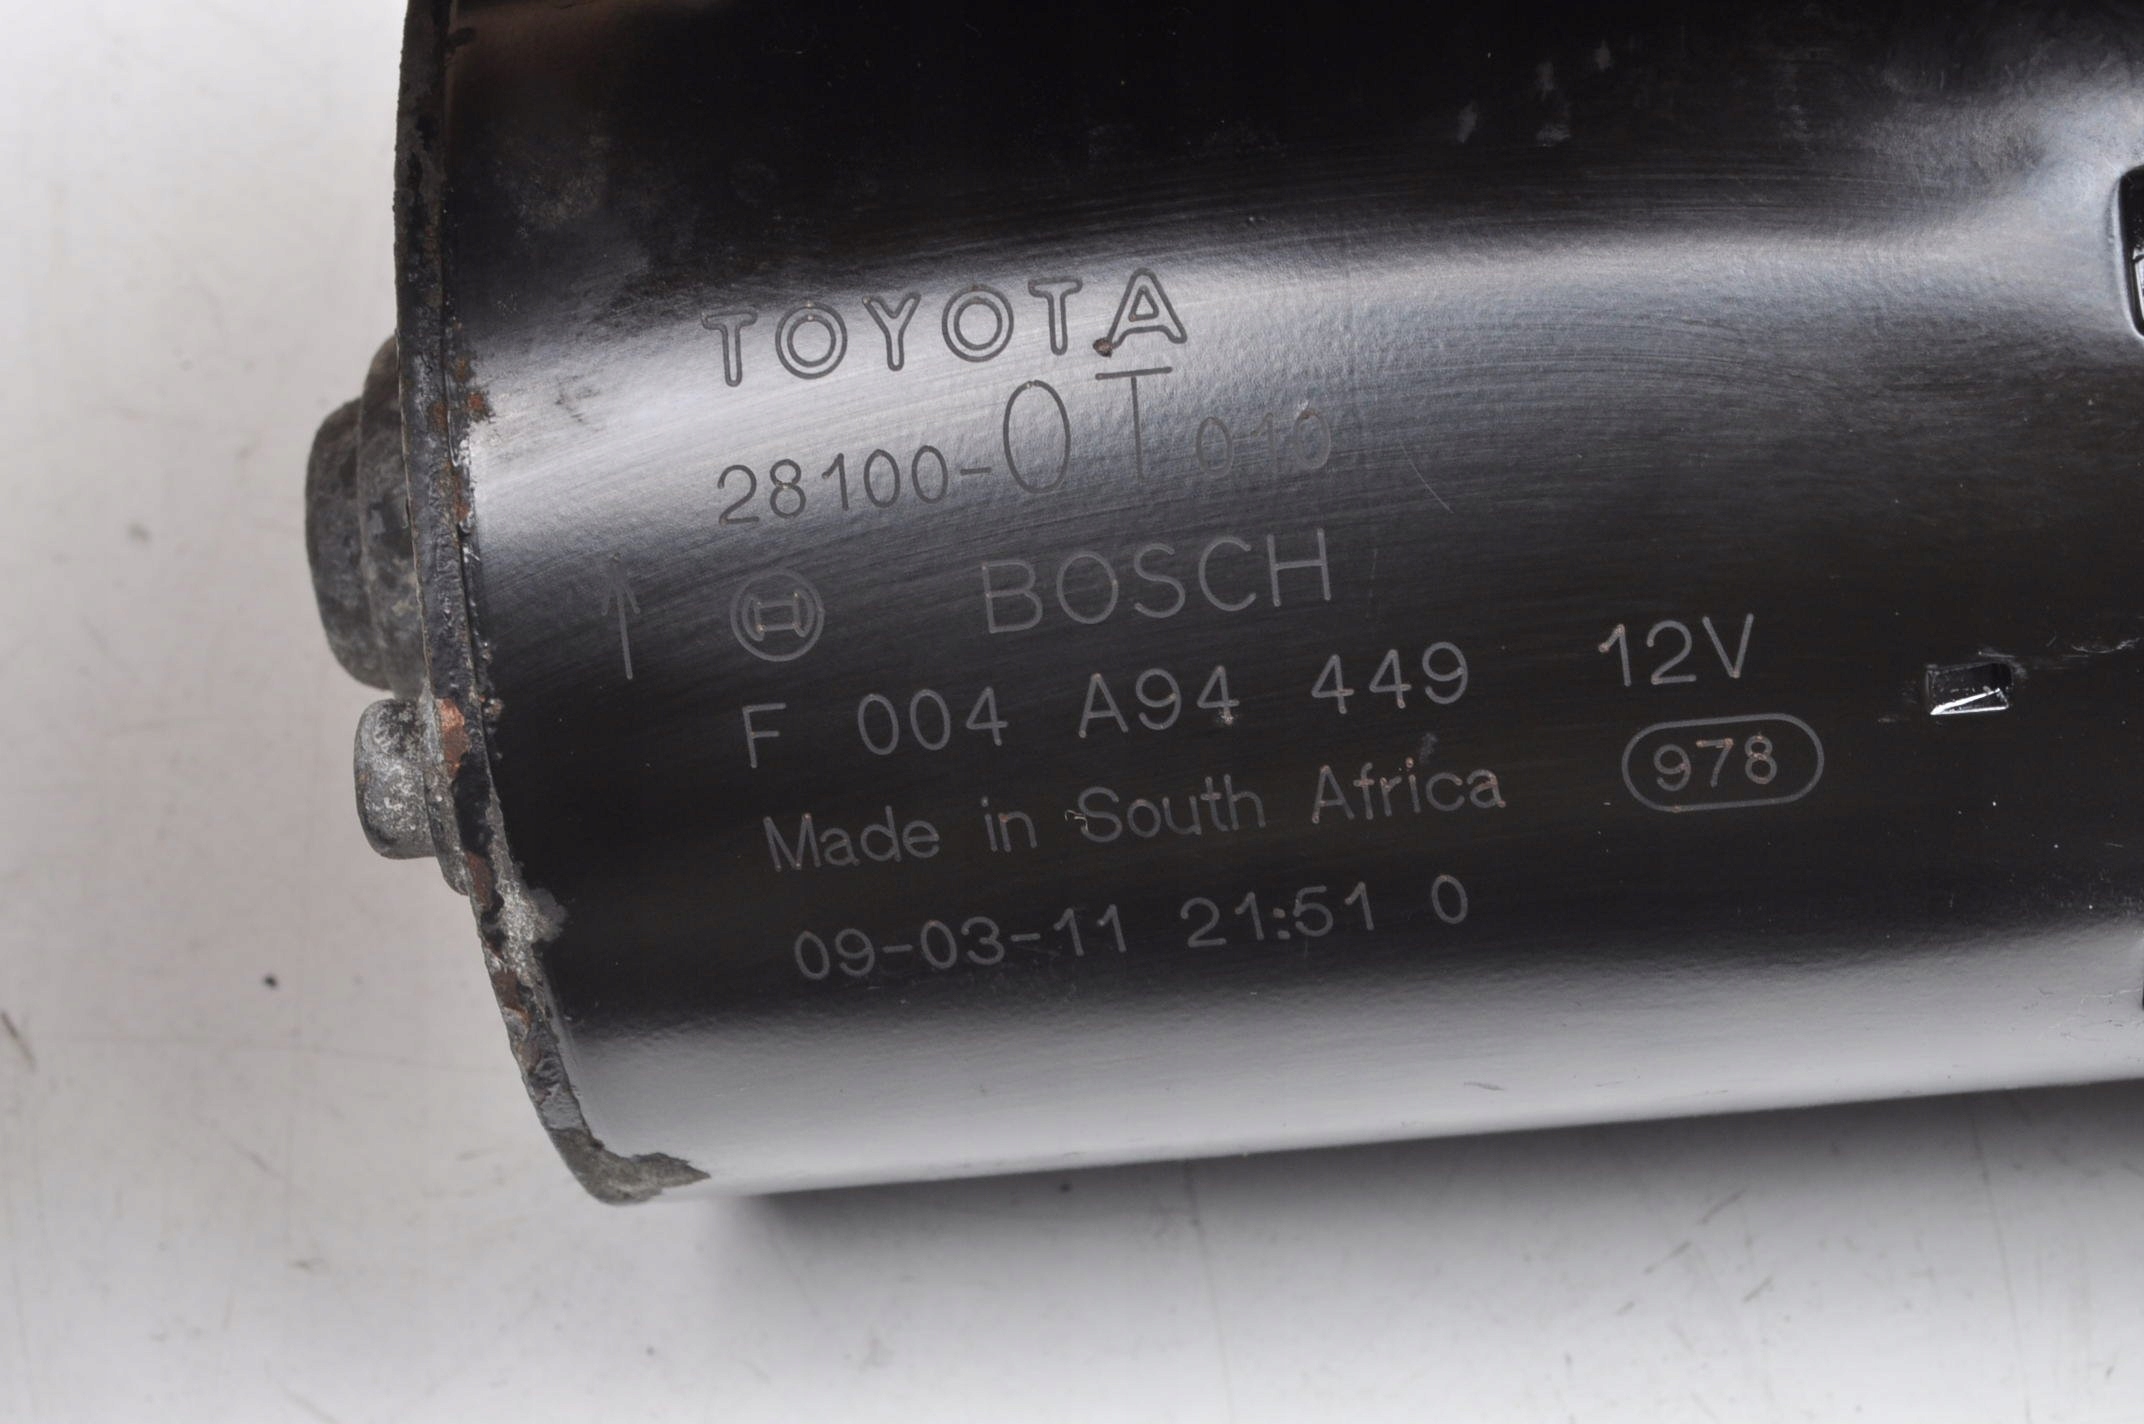 TOYOTA
28100-0T010
BOSCH
F 004 A94 449 12V
Made in South Africa 978
09-03-11 21:51 0